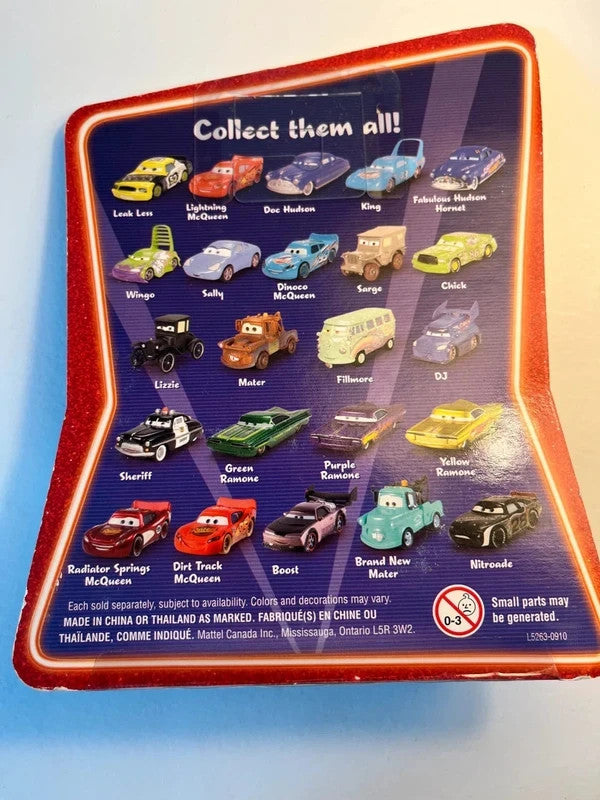 Collect them all!
Leak Less
Lightning
McQueen
Doc Hudson
King
Fabulous Hudson
Hornet
Wingo
Sally
Dinoco
McQueen
Sarge
Chick
Lizzie
Mater
Fillmore
DJ
Sheriff
Green
Ramone
Purple
Ramone
Yellow
Ramone
Radiator Springs
McQueen
Dirt Track
McQueen
Boost
Brand New
Mater
Nitroade
Each sold separately, subject to availability. Colors and decorations may vary.
MADE IN CHINA OR THAILAND AS MARKED. FABRIQUÉ(S) EN CHINE OU
THAÏLANDE, COMME INDIQUÉ. Mattel Canada Inc., Mississauga, Ontario L5R 3W2.
0-3
Small parts may
be generated.
L5263-0910